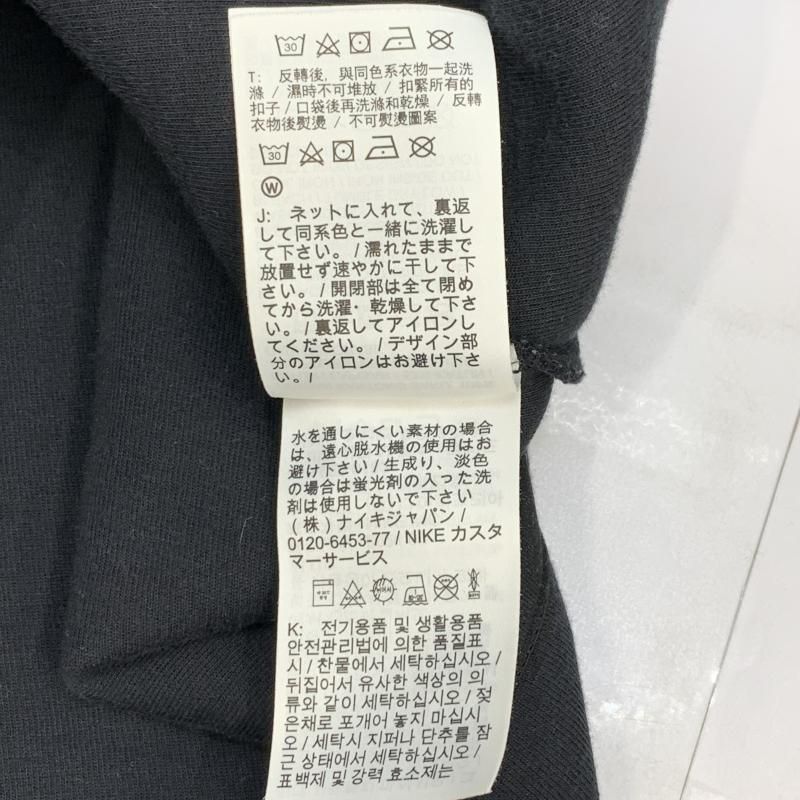 30
T: 反轉後, 與同色系衣物一起洗
滌 / 濕時不可堆放 / 扣緊所有的
扣子 / 口袋後再洗滌和乾燥 / 反轉
衣物後熨燙 / 不可熨燙圖案
30
W
J: ネットに入れて、裏返
して同系色と一緒に洗濯し
て下さい。/ 濡れたままで
放置せず速やかに干して下
さい。/ 開閉部は全て閉め
てから洗濯・乾燥して下さ
い。/ 裏返してアイロンし
てください。/ デザイン部
分のアイロンはお避け下さ
い。/
水を通しにくい素材の場合
は、遠心脱水機の使用はお
避け下さい / 生成り、淡色
の場合は蛍光剤の入った洗
剤は使用しないで下さい
(株) ナイキジャパン /
0120-6453-77 / NIKE カスタ
マーサービス
K: 전기용품 및 생활용품
안전관리법에 의한 품질표
시 / 찬물에서 세탁하십시오 /
뒤집어서 유사한 색상의 의
류와 같이 세탁하십시오 / 젖
은채로 포개어 놓지 마십시
오 / 세탁시 지퍼나 단추를 잠
근 상태에서 세탁하십시오 /
표백제 및 강력 효소제는